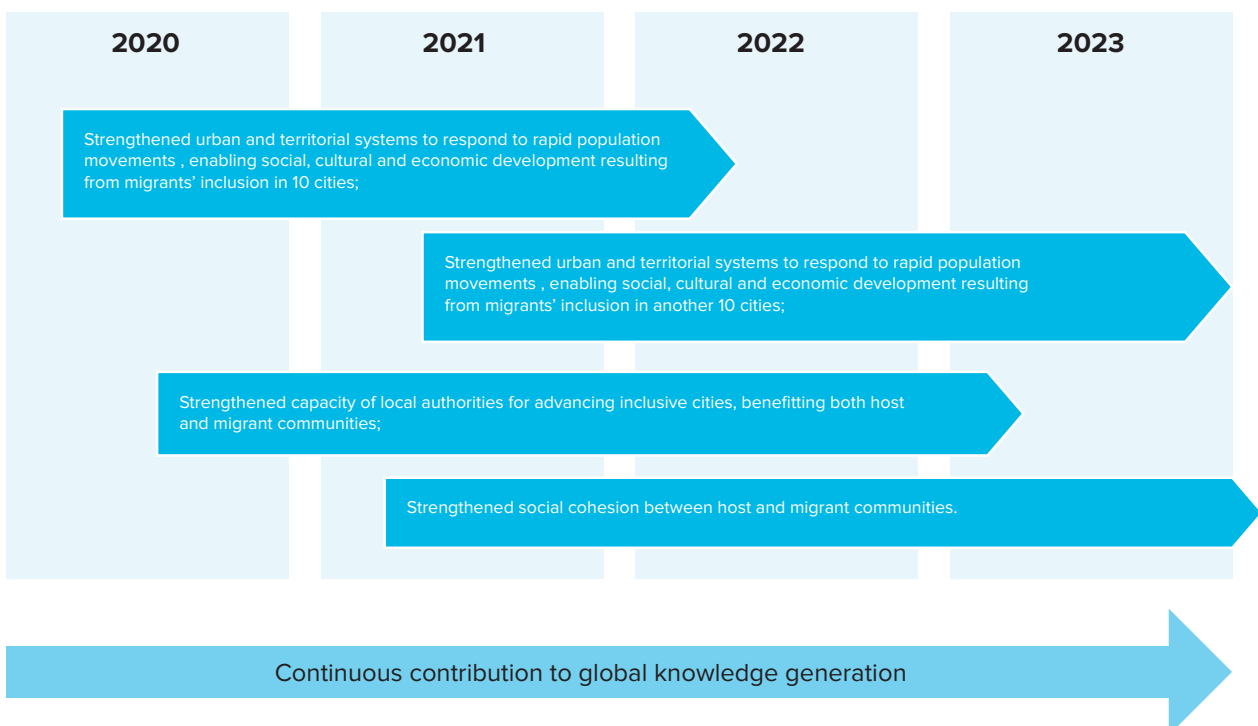 2020
2021
2022
2023
Strengthened urban and territorial systems to respond to rapid population
movements , enabling social, cultural and economic development resulting
from migrants’ inclusion in 10 cities;
Strengthened urban and territorial systems to respond to rapid population
movements , enabling social, cultural and economic development resulting
from migrants’ inclusion in another 10 cities;
Strengthened capacity of local authorities for advancing inclusive cities, benefitting both host
and migrant communities;
Strengthened social cohesion between host and migrant communities.
Continuous contribution to global knowledge generation